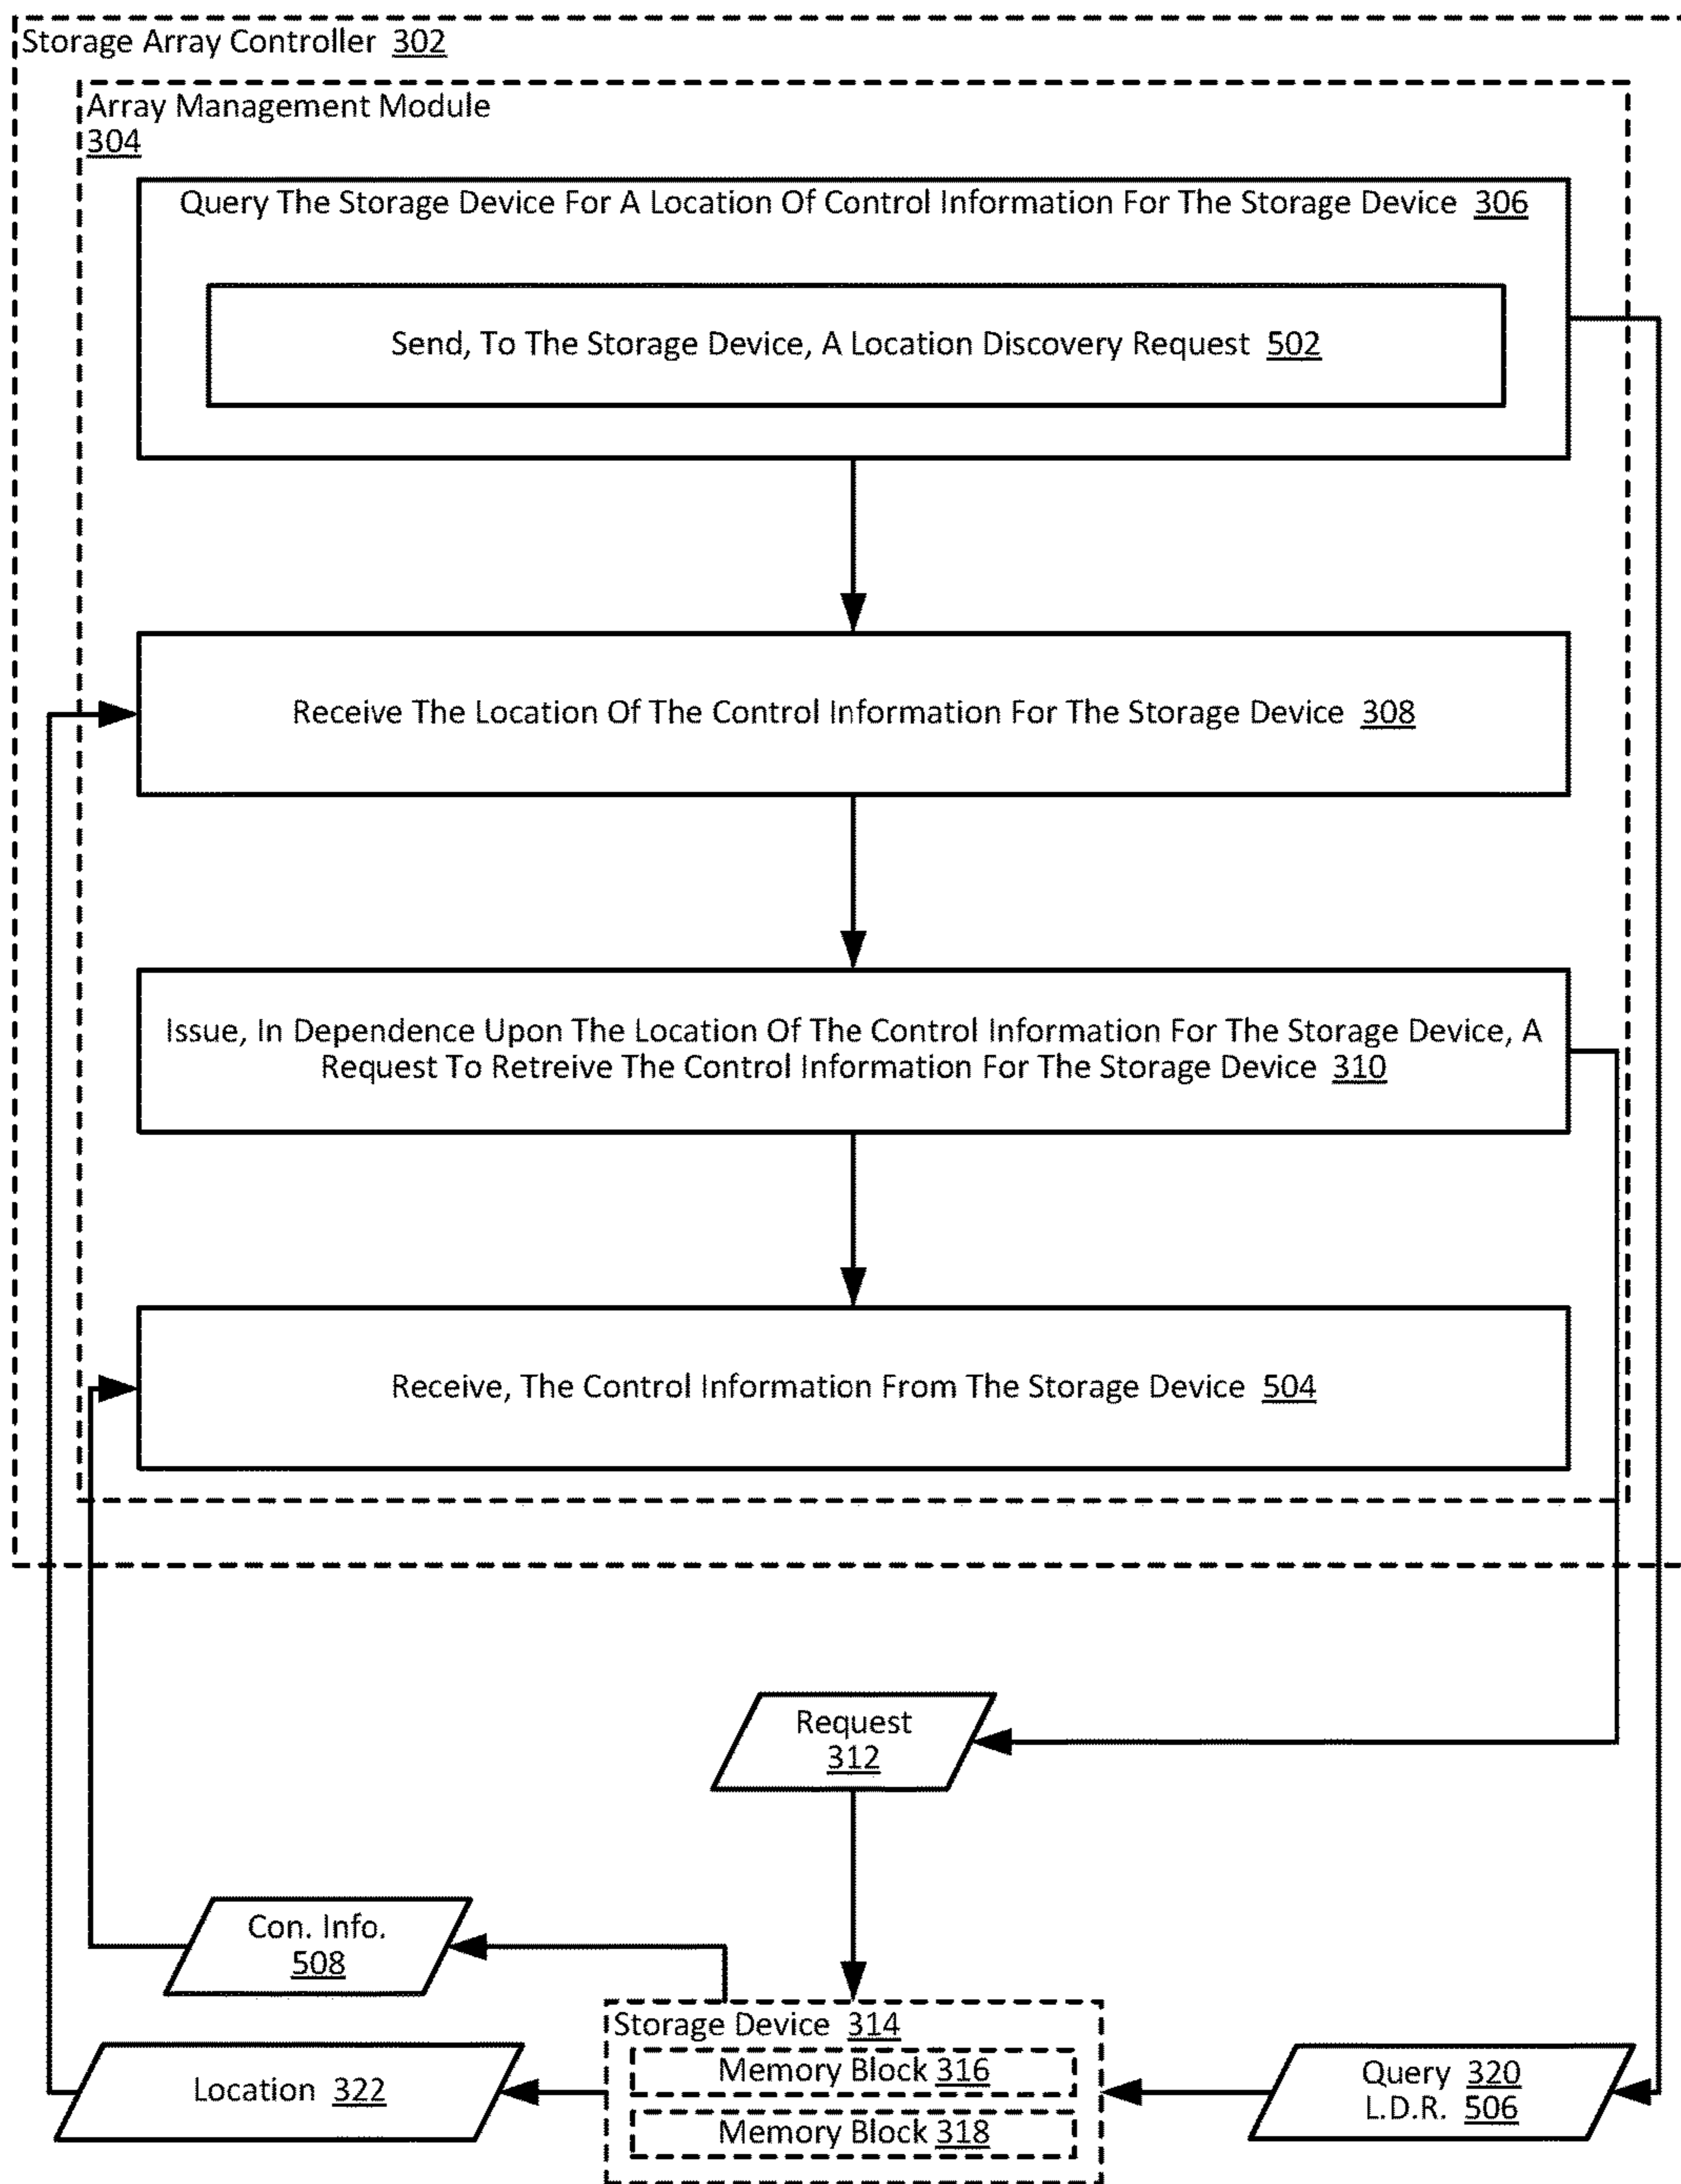 Storage Array Controller 302
Array Management Module
304
Query The Storage Device For A Location Of Control Information For The Storage Device 306
Send, To The Storage Device, A Location Discovery Request 502
Receive The Location Of The Control Information For The Storage Device 308
Issue, In Dependence Upon The Location Of The Control Information For The Storage Device, A
Request To Retreive The Control Information For The Storage Device 310
Receive, The Control Information From The Storage Device 504
Request
312
Con. Info.
508
Storage Device 314
Memory Block 316
Memory Block 318
Location 322
Query 320
L.D.R. 506